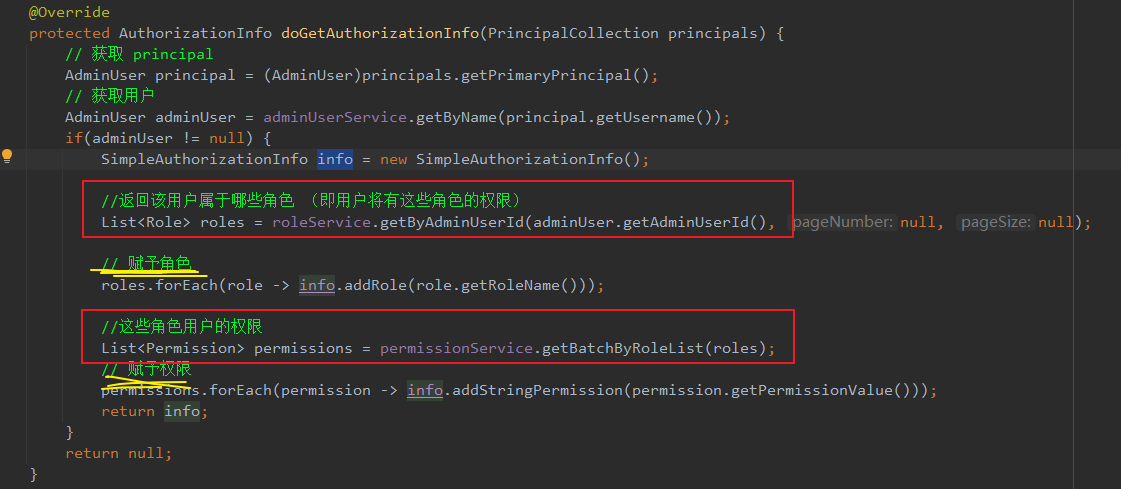 @Override
protected AuthorizationInfo doGetAuthorizationInfo(PrincipalCollection principals) {
// 获取 principal
AdminUser principal = (AdminUser)principals.getPrimaryPrincipal();
// 获取用户
AdminUser adminUser = adminUserService.getByName(principal.getUsername());
if(adminUser != null) {
SimpleAuthorizationInfo info = new SimpleAuthorizationInfo();
//返回该用户属于哪些角色 （即用户将有这些角色的权限）
List<Role> roles = roleService.getByAdminUserId(adminUser.getAdminUserId(), pageNumber: null, pageSize: null);
// 赋予角色
roles.forEach(role -> info.addRole(role.getRoleName()));
//这些角色用户的权限
List<Permission> permissions = permissionService.getBatchByRoleList(roles);
// 赋予权限
permissions.forEach(permission -> info.addStringPermission(permission.getPermissionValue()));
return info;
}
return null;
}